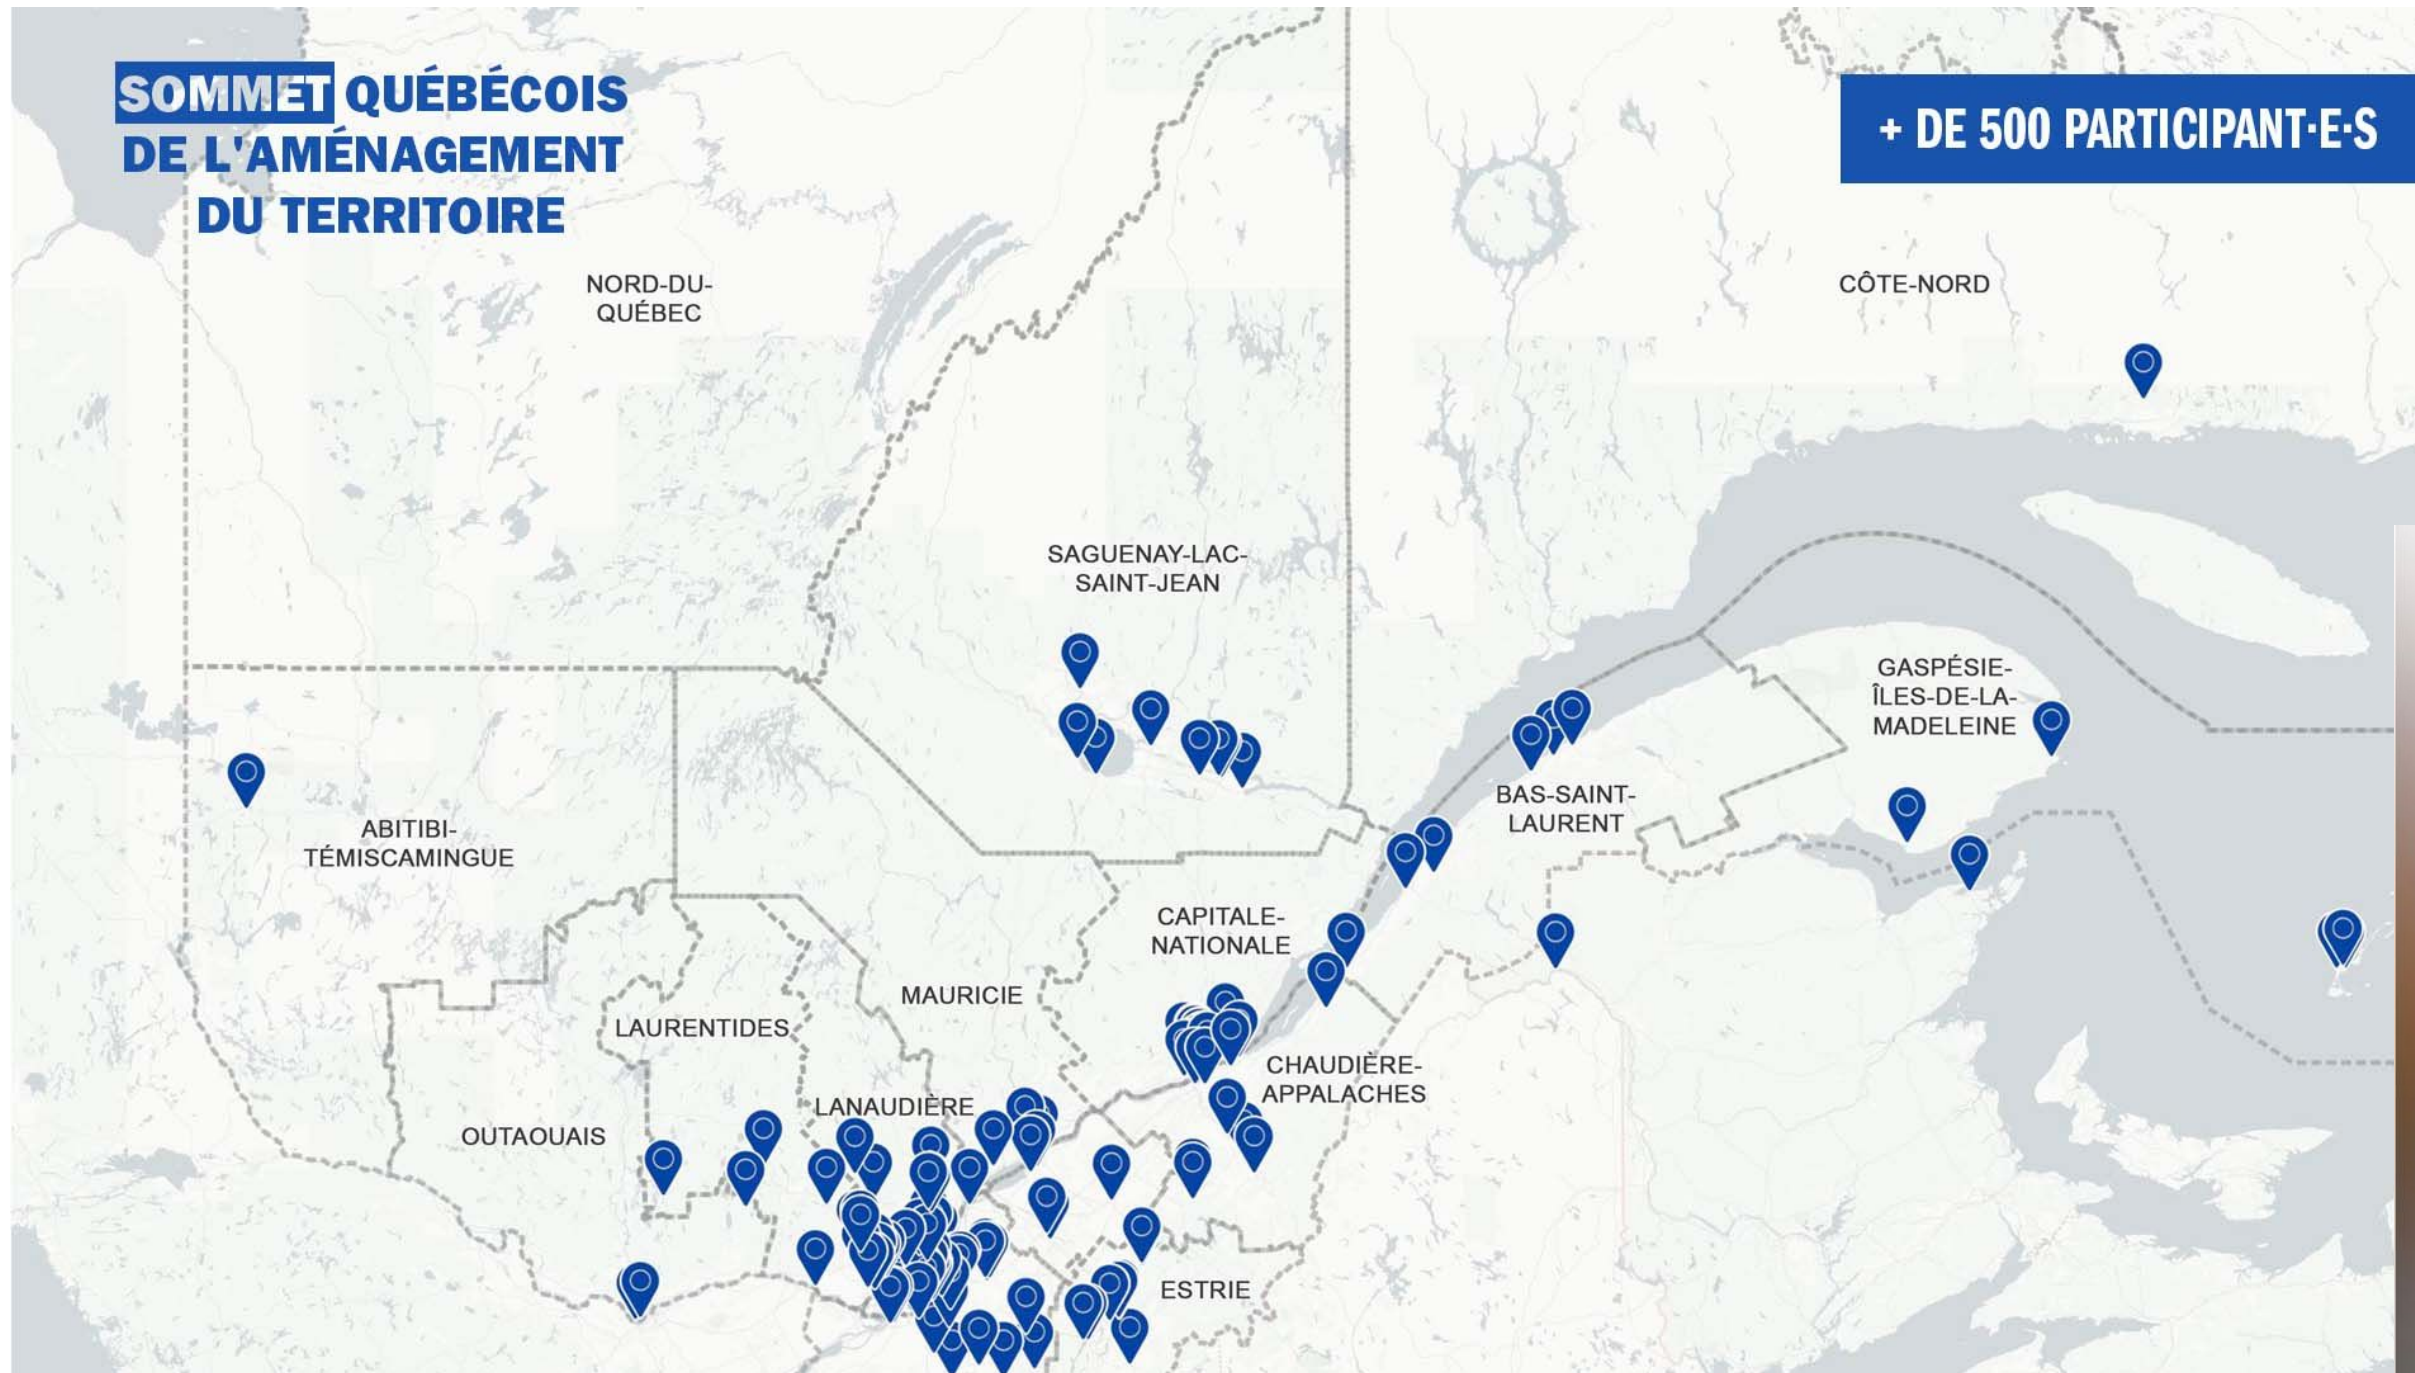 SOMMET QUÉBÉCOIS
DE L'AMÉNAGEMENT
DU TERRITOIRE
+ DE 500 PARTICIPANT·E·S
NORD-DU-
QUÉBEC
CÔTE-NORD
SAGUENAY-LAC-
SAINT-JEAN
GASPÉSIE-
ÎLES-DE-LA-
MADELEINE
BAS-SAINT-
LAURENT
ABITIBI-
TÉMISCAMINGUE
CAPITALE-
NATIONALE
MAURICIE
LAURENTIDES
CHAUDIÈRE-
APPALACHES
LANAUDIÈRE
OUTAOUAIS
ESTRIE